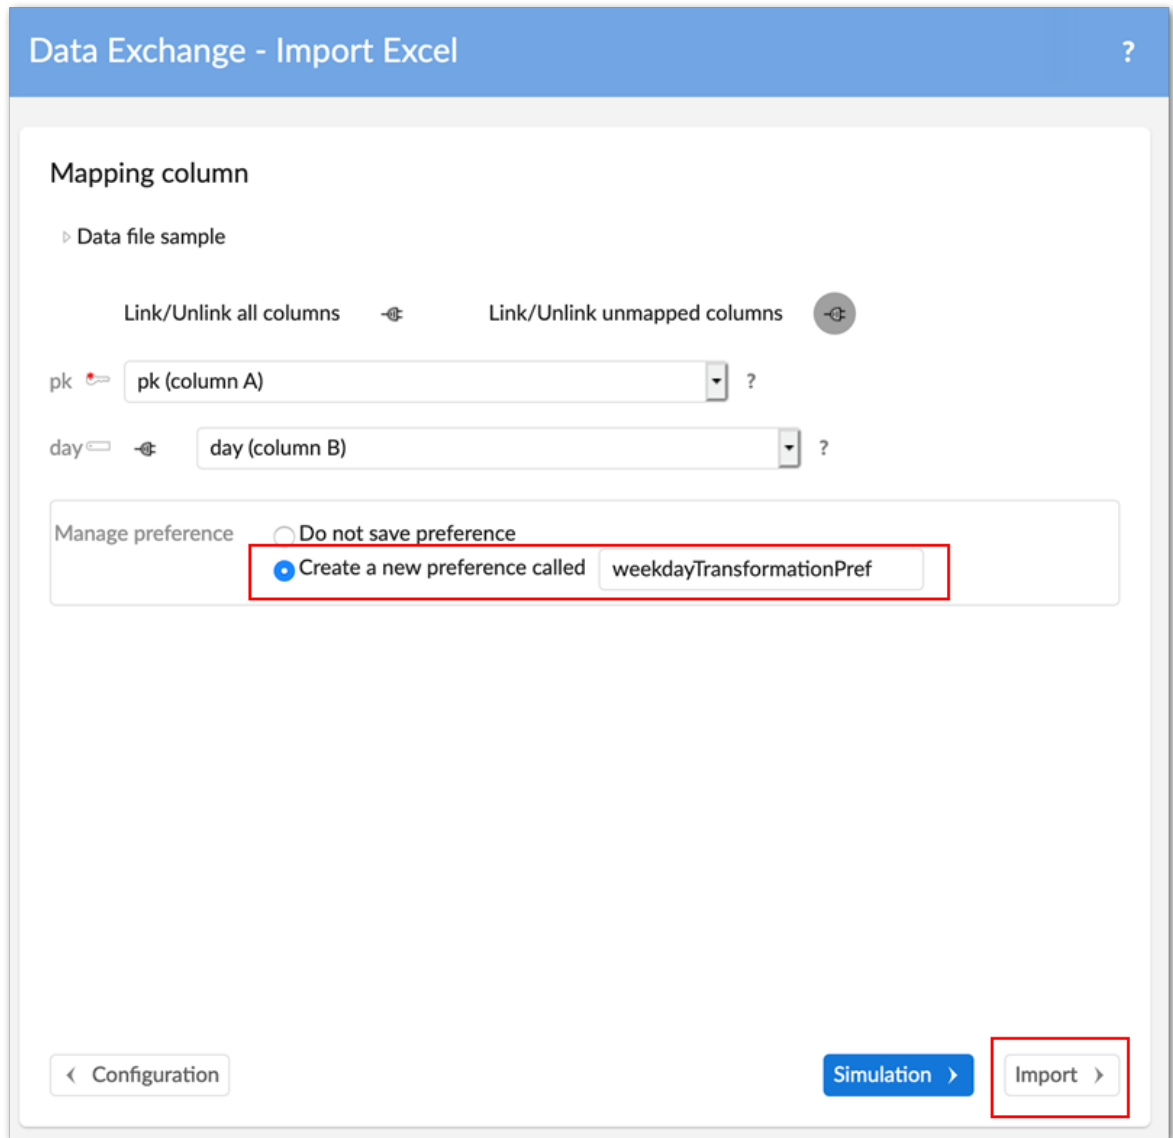 Data Exchange - Import Excel ?
Mapping column
Data file sample
Link/Unlink all columns Link/Unlink unmapped columns
pk pk (column A) ?
day day (column B) ?
Manage preference Do not save preference
Create a new preference called weekdayTransformationPref
Configuration Simulation Import